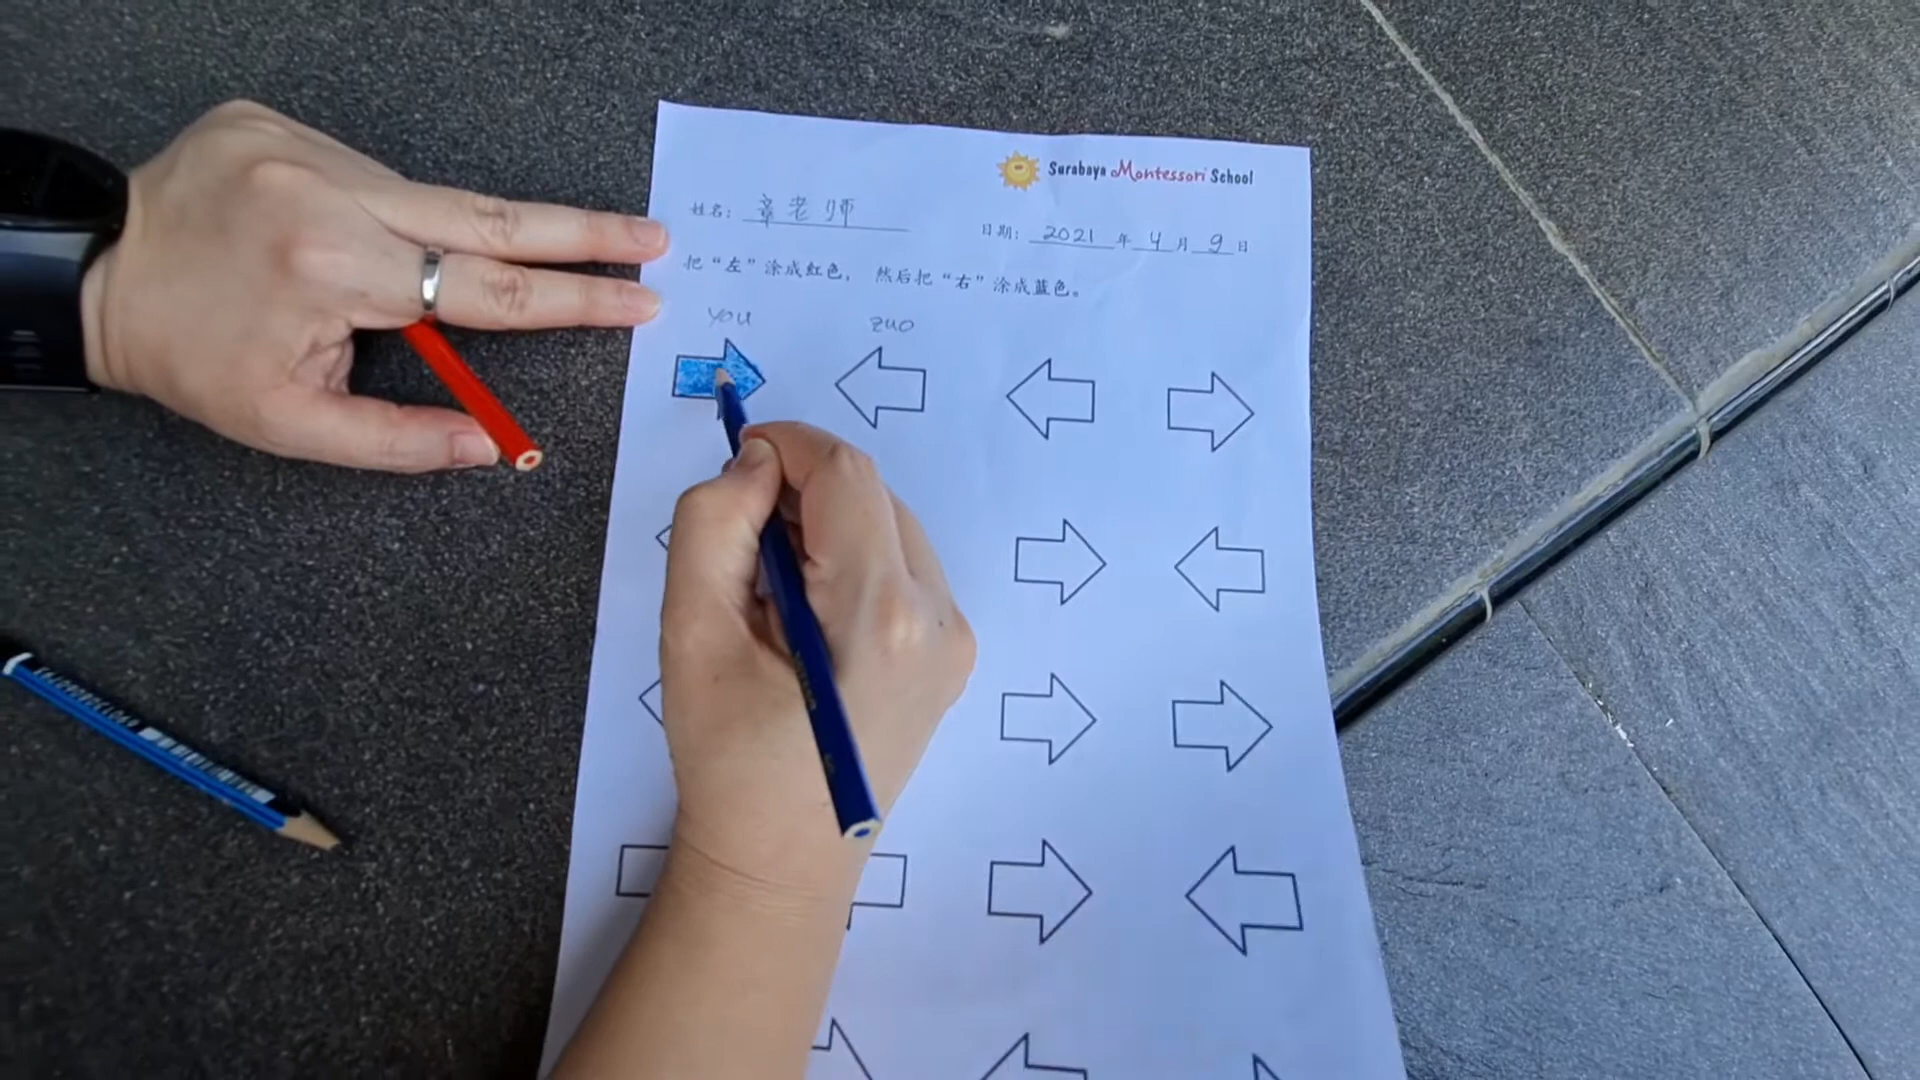 Surabaya Montessori School
姓名: 章老师
日期: 2021 年 4 月 9 日
把“左”涂成红色, 然后把“右”涂成蓝色。
you zuo